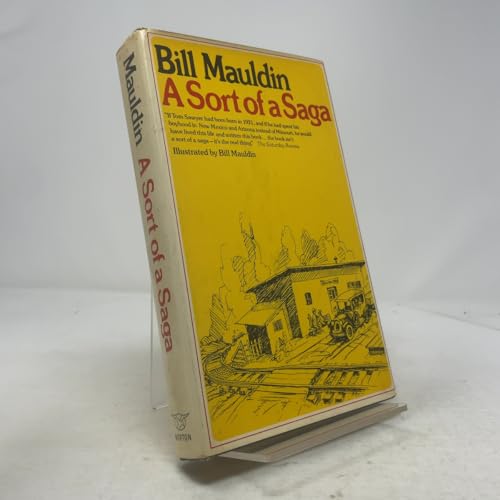 Bill Mauldin
A Sort of a Saga
"If Tom Sawyer had been born in 1921, and if he had spent his
boyhood in New Mexico and Arizona instead of Missouri, he would
have lived this life and written this book . . . the book isn't
a sort of a saga—it's the real thing." The Saturday Review
Illustrated by Bill Mauldin
Mauldin A Sort of a Saga
NORTON